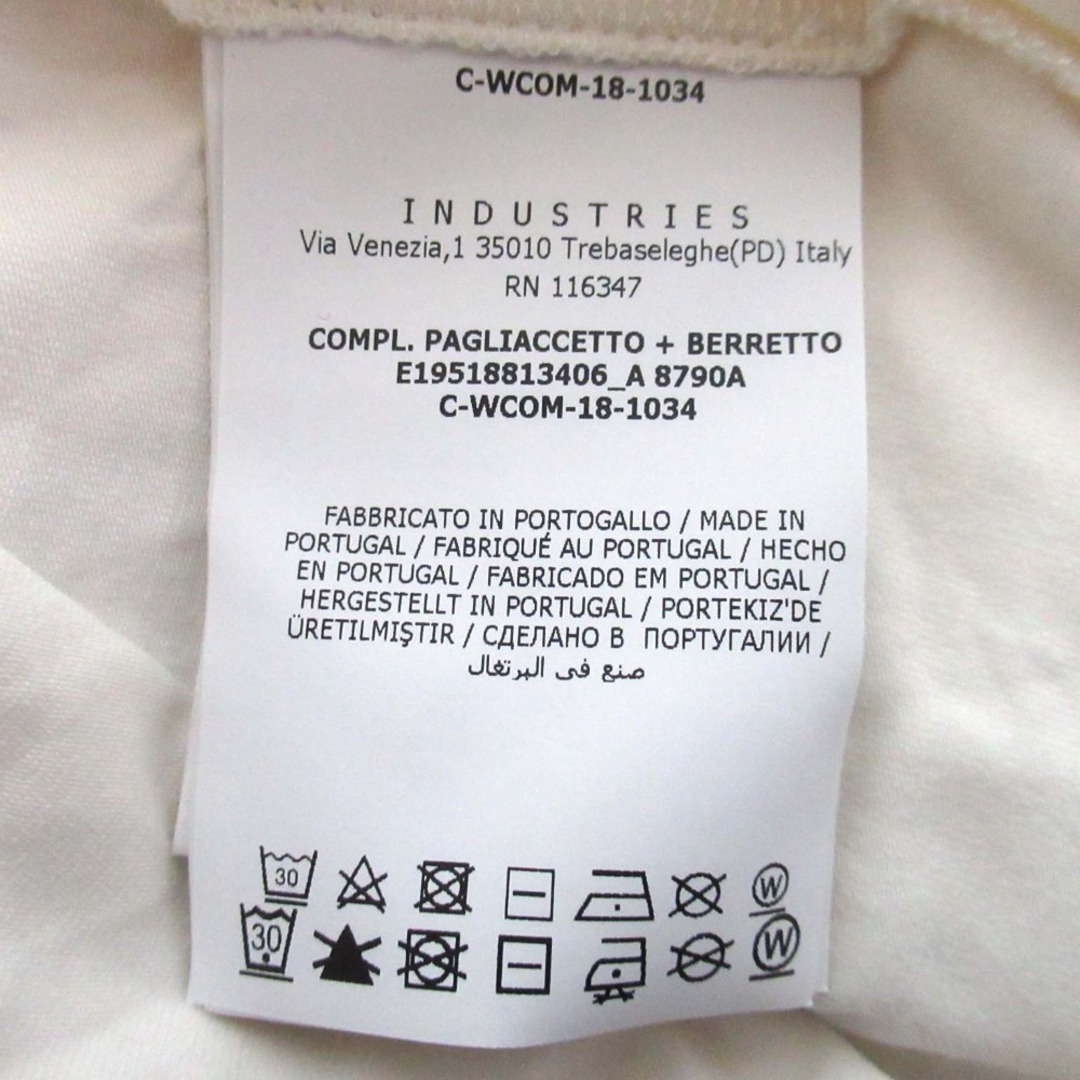 C-WCOM-18-1034
INDUSTRIES
Via Venezia,1 35010 Trebaseleghe(PD) Italy
RN 116347
COMPL. PAGLIACCETTO + BERRETTO
E19518813406_A 8790A
C-WCOM-18-1034
FABBRICATO IN PORTOGALLO / MADE IN
PORTUGAL / FABRIQUÉ AU PORTUGAL / HECHO
EN PORTUGAL / FABRICADO EM PORTUGAL /
HERGESTELLT IN PORTUGAL / PORTEKIZ'DE
ÜRETILMIŞTIR / СДЕЛАНО В ПОРТУГАЛИИ /
صنع فى البرتغال
30 W
30 W